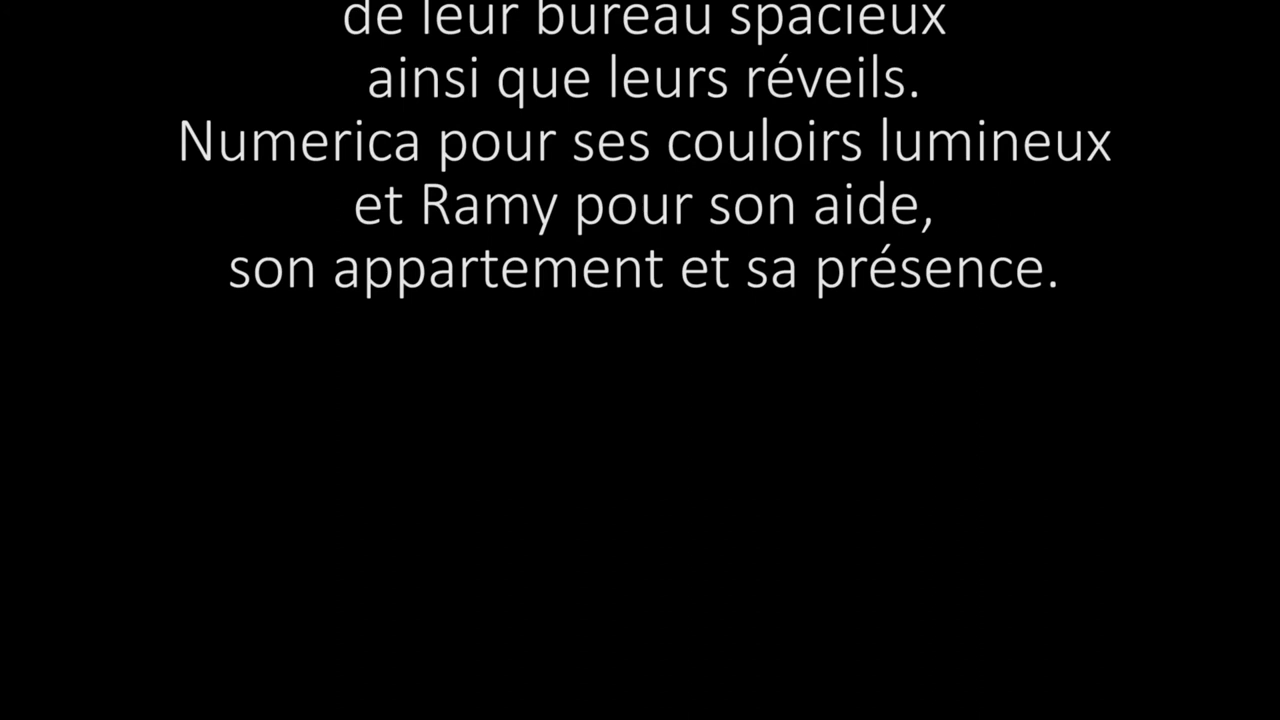 de leur bureau spacieux
ainsi que leurs réveils.
Numerica pour ses couloirs lumineux
et Ramy pour son aide,
son appartement et sa présence.